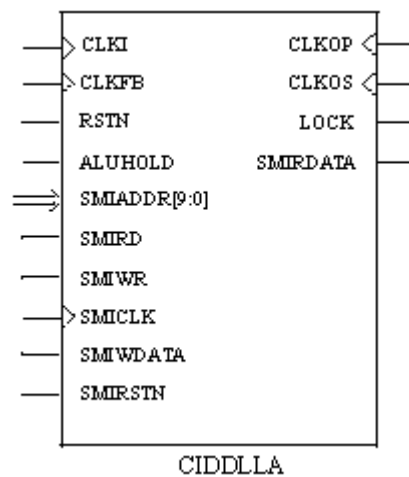 CLKI CLKOP
CLKFB CLKOS
RSTN LOCK
ALUHOLD SMIRDATA
SMIADDR[9:0]
SMIRD
SMIWR
SMICLK
SMIWDATA
SMIRSTN
CIDDLLA